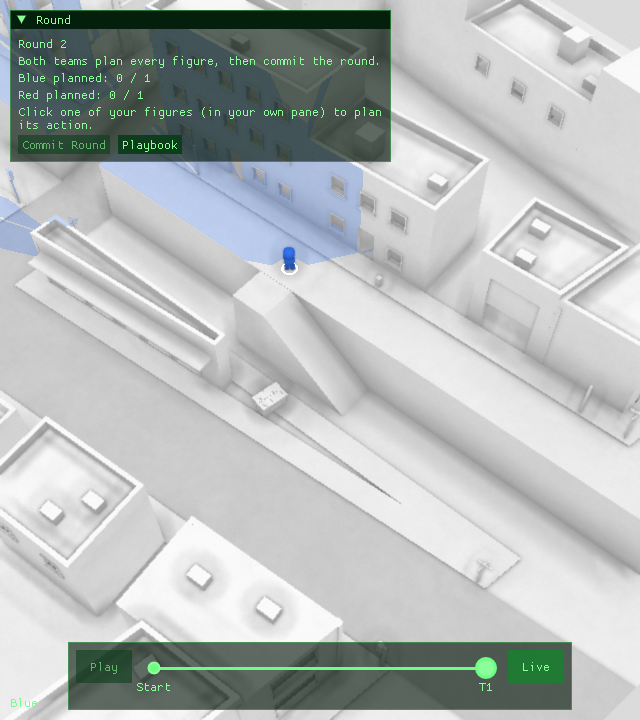 ▼ Round
Round 2
Both teams plan every figure, then commit the round.
Blue planned: 0 / 1
Red planned: 0 / 1
Click one of your figures (in your own pane) to plan
its action.
Commit Round Playbook
Play Live
Start T1
Blue